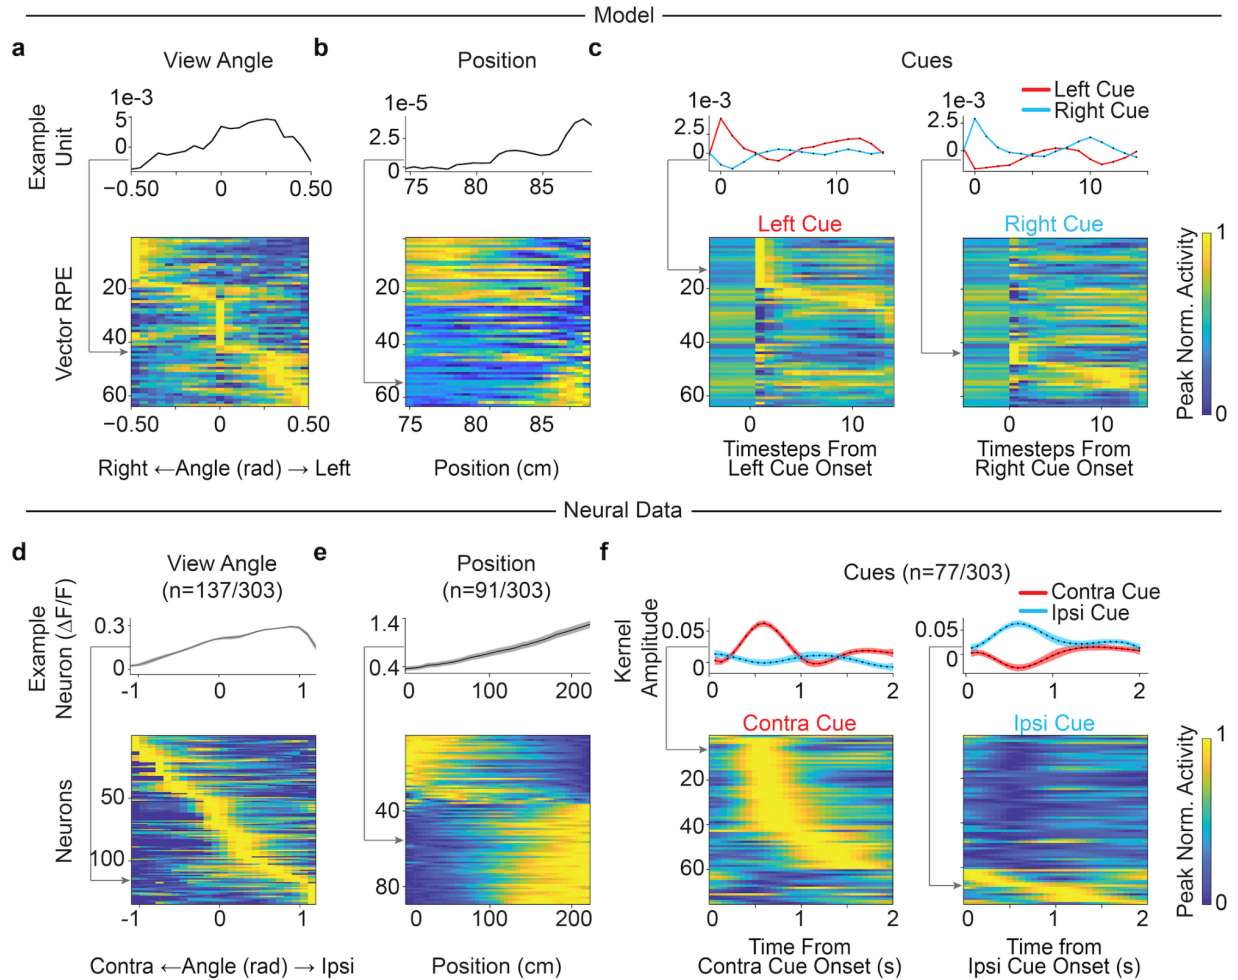 Model
a
View Angle
b
Position
c
Cues
Left Cue
Right Cue
Example
Unit
1e-3
5
0
−0.50
0
0.50
1e-5
2.5
0
75
80
85
1e-3
2.5
0
0
10
1e-3
2.5
0
0
10
Vector RPE
20
40
60
−0.50
0
0.50
Right ←Angle (rad) → Left
75
80
85
Position (cm)
Left Cue
20
40
60
0
10
Timesteps From
Left Cue Onset
Right Cue
20
40
60
0
10
Timesteps From
Right Cue Onset
Peak Norm. Activity
1
0
Neural Data
d
View Angle
(n=137/303)
e
Position
(n=91/303)
f
Cues (n=77/303)
Contra Cue
Ipsi Cue
Example
Neuron (ΔF/F)
0.3
0
-1
0
1
1.4
0.4
0
100
200
Kernel
Amplitude
0.05
0
0
1
2
0.05
0
0
1
2
Neurons
50
100
-1
0
1
Contra ←Angle (rad) → Ipsi
40
80
0
100
200
Position (cm)
Contra Cue
20
40
60
0
1
2
Time From
Contra Cue Onset (s)
Ipsi Cue
0
1
2
Time from
Ipsi Cue Onset (s)
Peak Norm. Activity
1
0